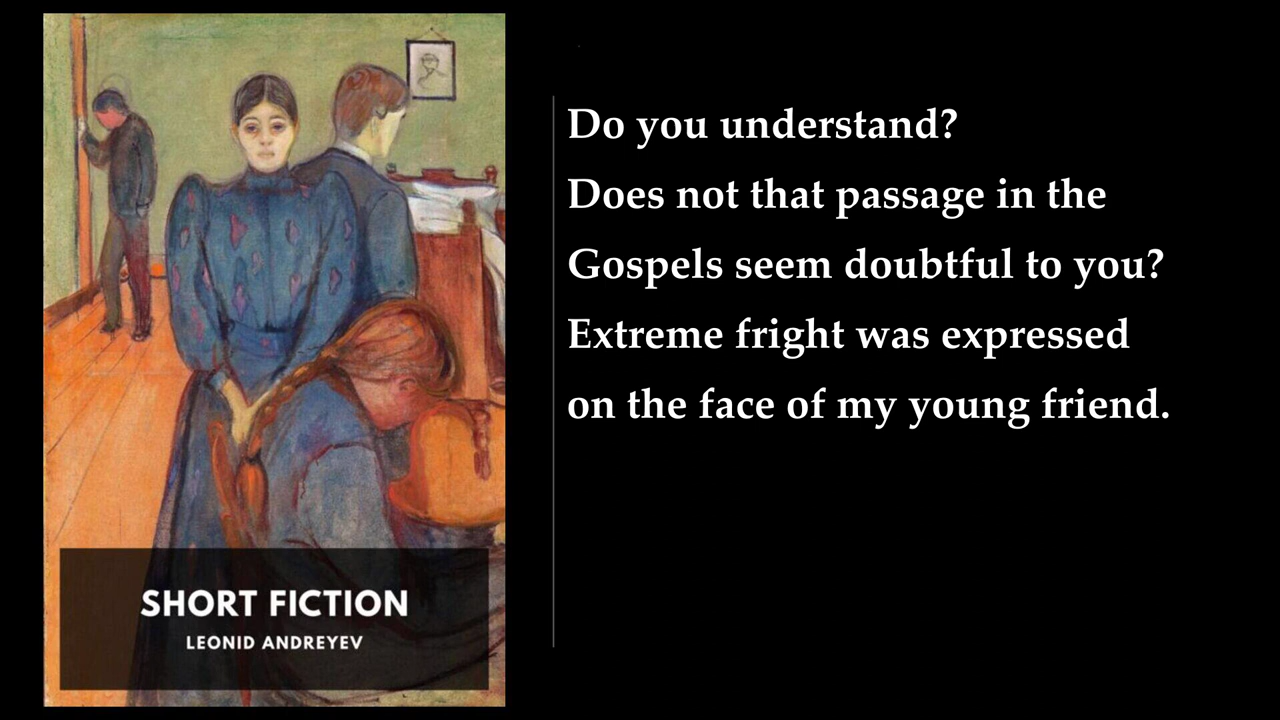 SHORT FICTION
LEONID ANDREYEV
Do you understand?
Does not that passage in the
Gospels seem doubtful to you?
Extreme fright was expressed
on the face of my young friend.